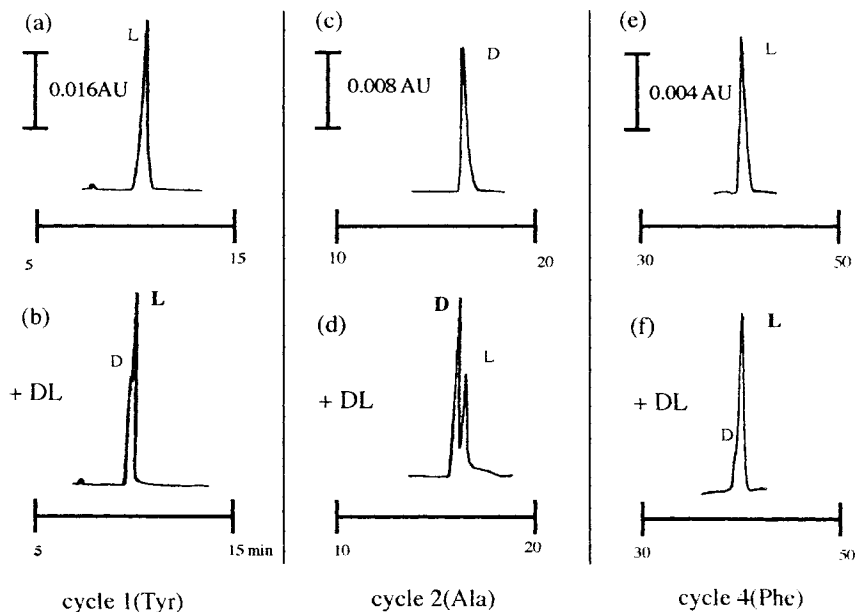 (a)
L
0.016AU
5
15
(c)
D
0.008 AU
10
20
(e)
L
0.004 AU
30
50
(b)
L
D
+ DL
5
15 min
(d)
D
L
+ DL
10
20
(f)
L
D
+ DL
30
50
cycle 1(Tyr)
cycle 2(Ala)
cycle 4(Phe)